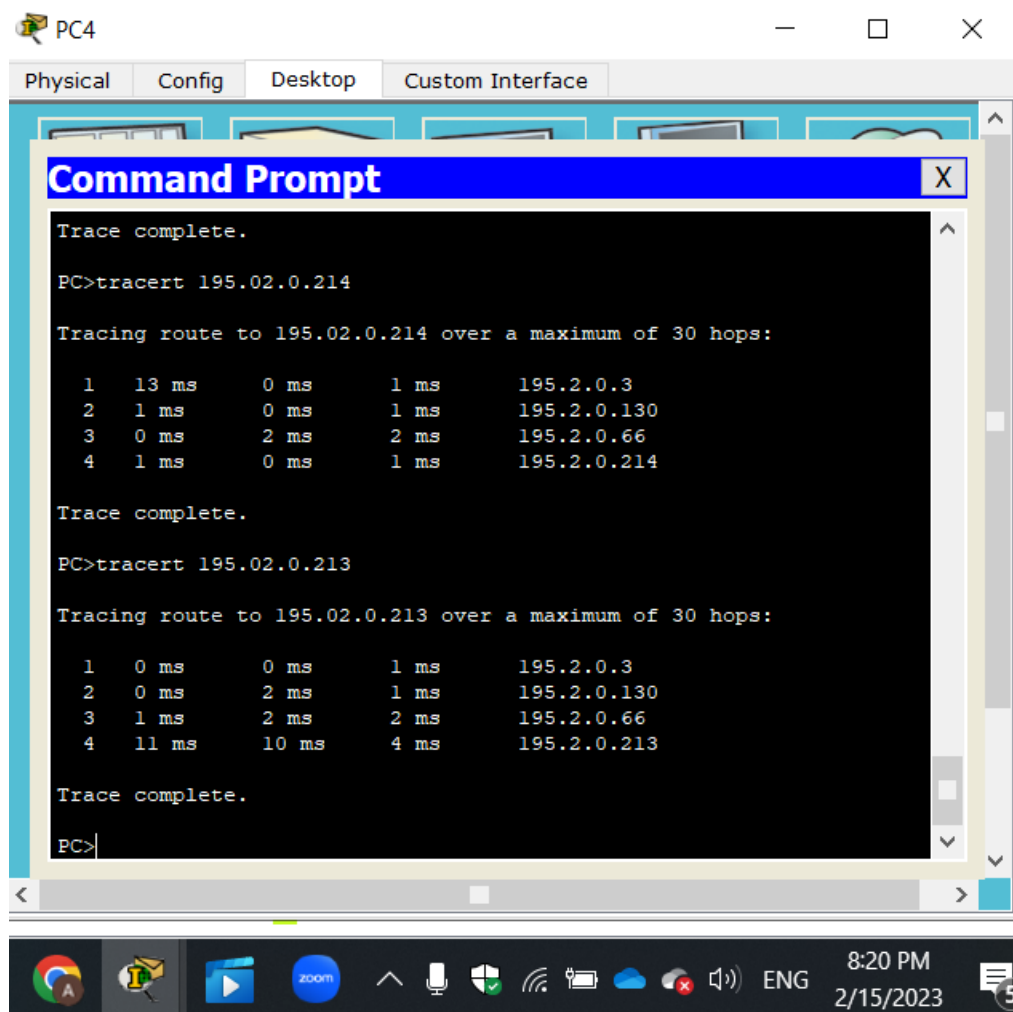 PC4
Physical Config Desktop Custom Interface
Command Prompt X
Trace complete.
PC>tracert 195.02.0.214
Tracing route to 195.02.0.214 over a maximum of 30 hops:
1 13 ms 0 ms 1 ms 195.2.0.3
2 1 ms 0 ms 1 ms 195.2.0.130
3 0 ms 2 ms 2 ms 195.2.0.66
4 1 ms 0 ms 1 ms 195.2.0.214
Trace complete.
PC>tracert 195.02.0.213
Tracing route to 195.02.0.213 over a maximum of 30 hops:
1 0 ms 0 ms 1 ms 195.2.0.3
2 0 ms 2 ms 1 ms 195.2.0.130
3 1 ms 2 ms 2 ms 195.2.0.66
4 11 ms 10 ms 4 ms 195.2.0.213
Trace complete.
PC>
A zoom ENG 8:20 PM
2/15/2023 5